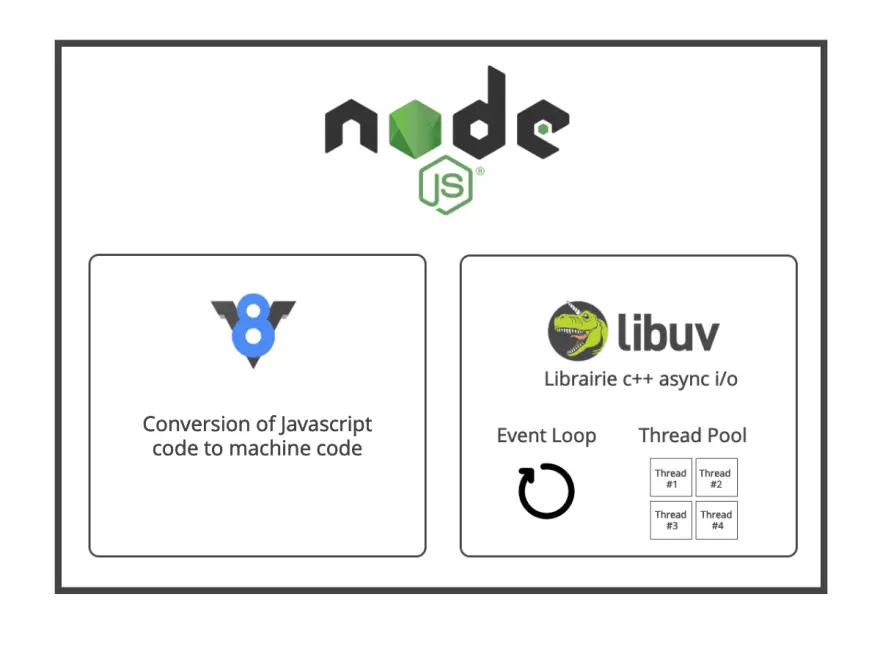 node
JS®
V8
libuv
Librairie c++ async i/o
Conversion of Javascript
code to machine code
Event Loop
Thread Pool
Thread
#1
Thread
#2
Thread
#3
Thread
#4